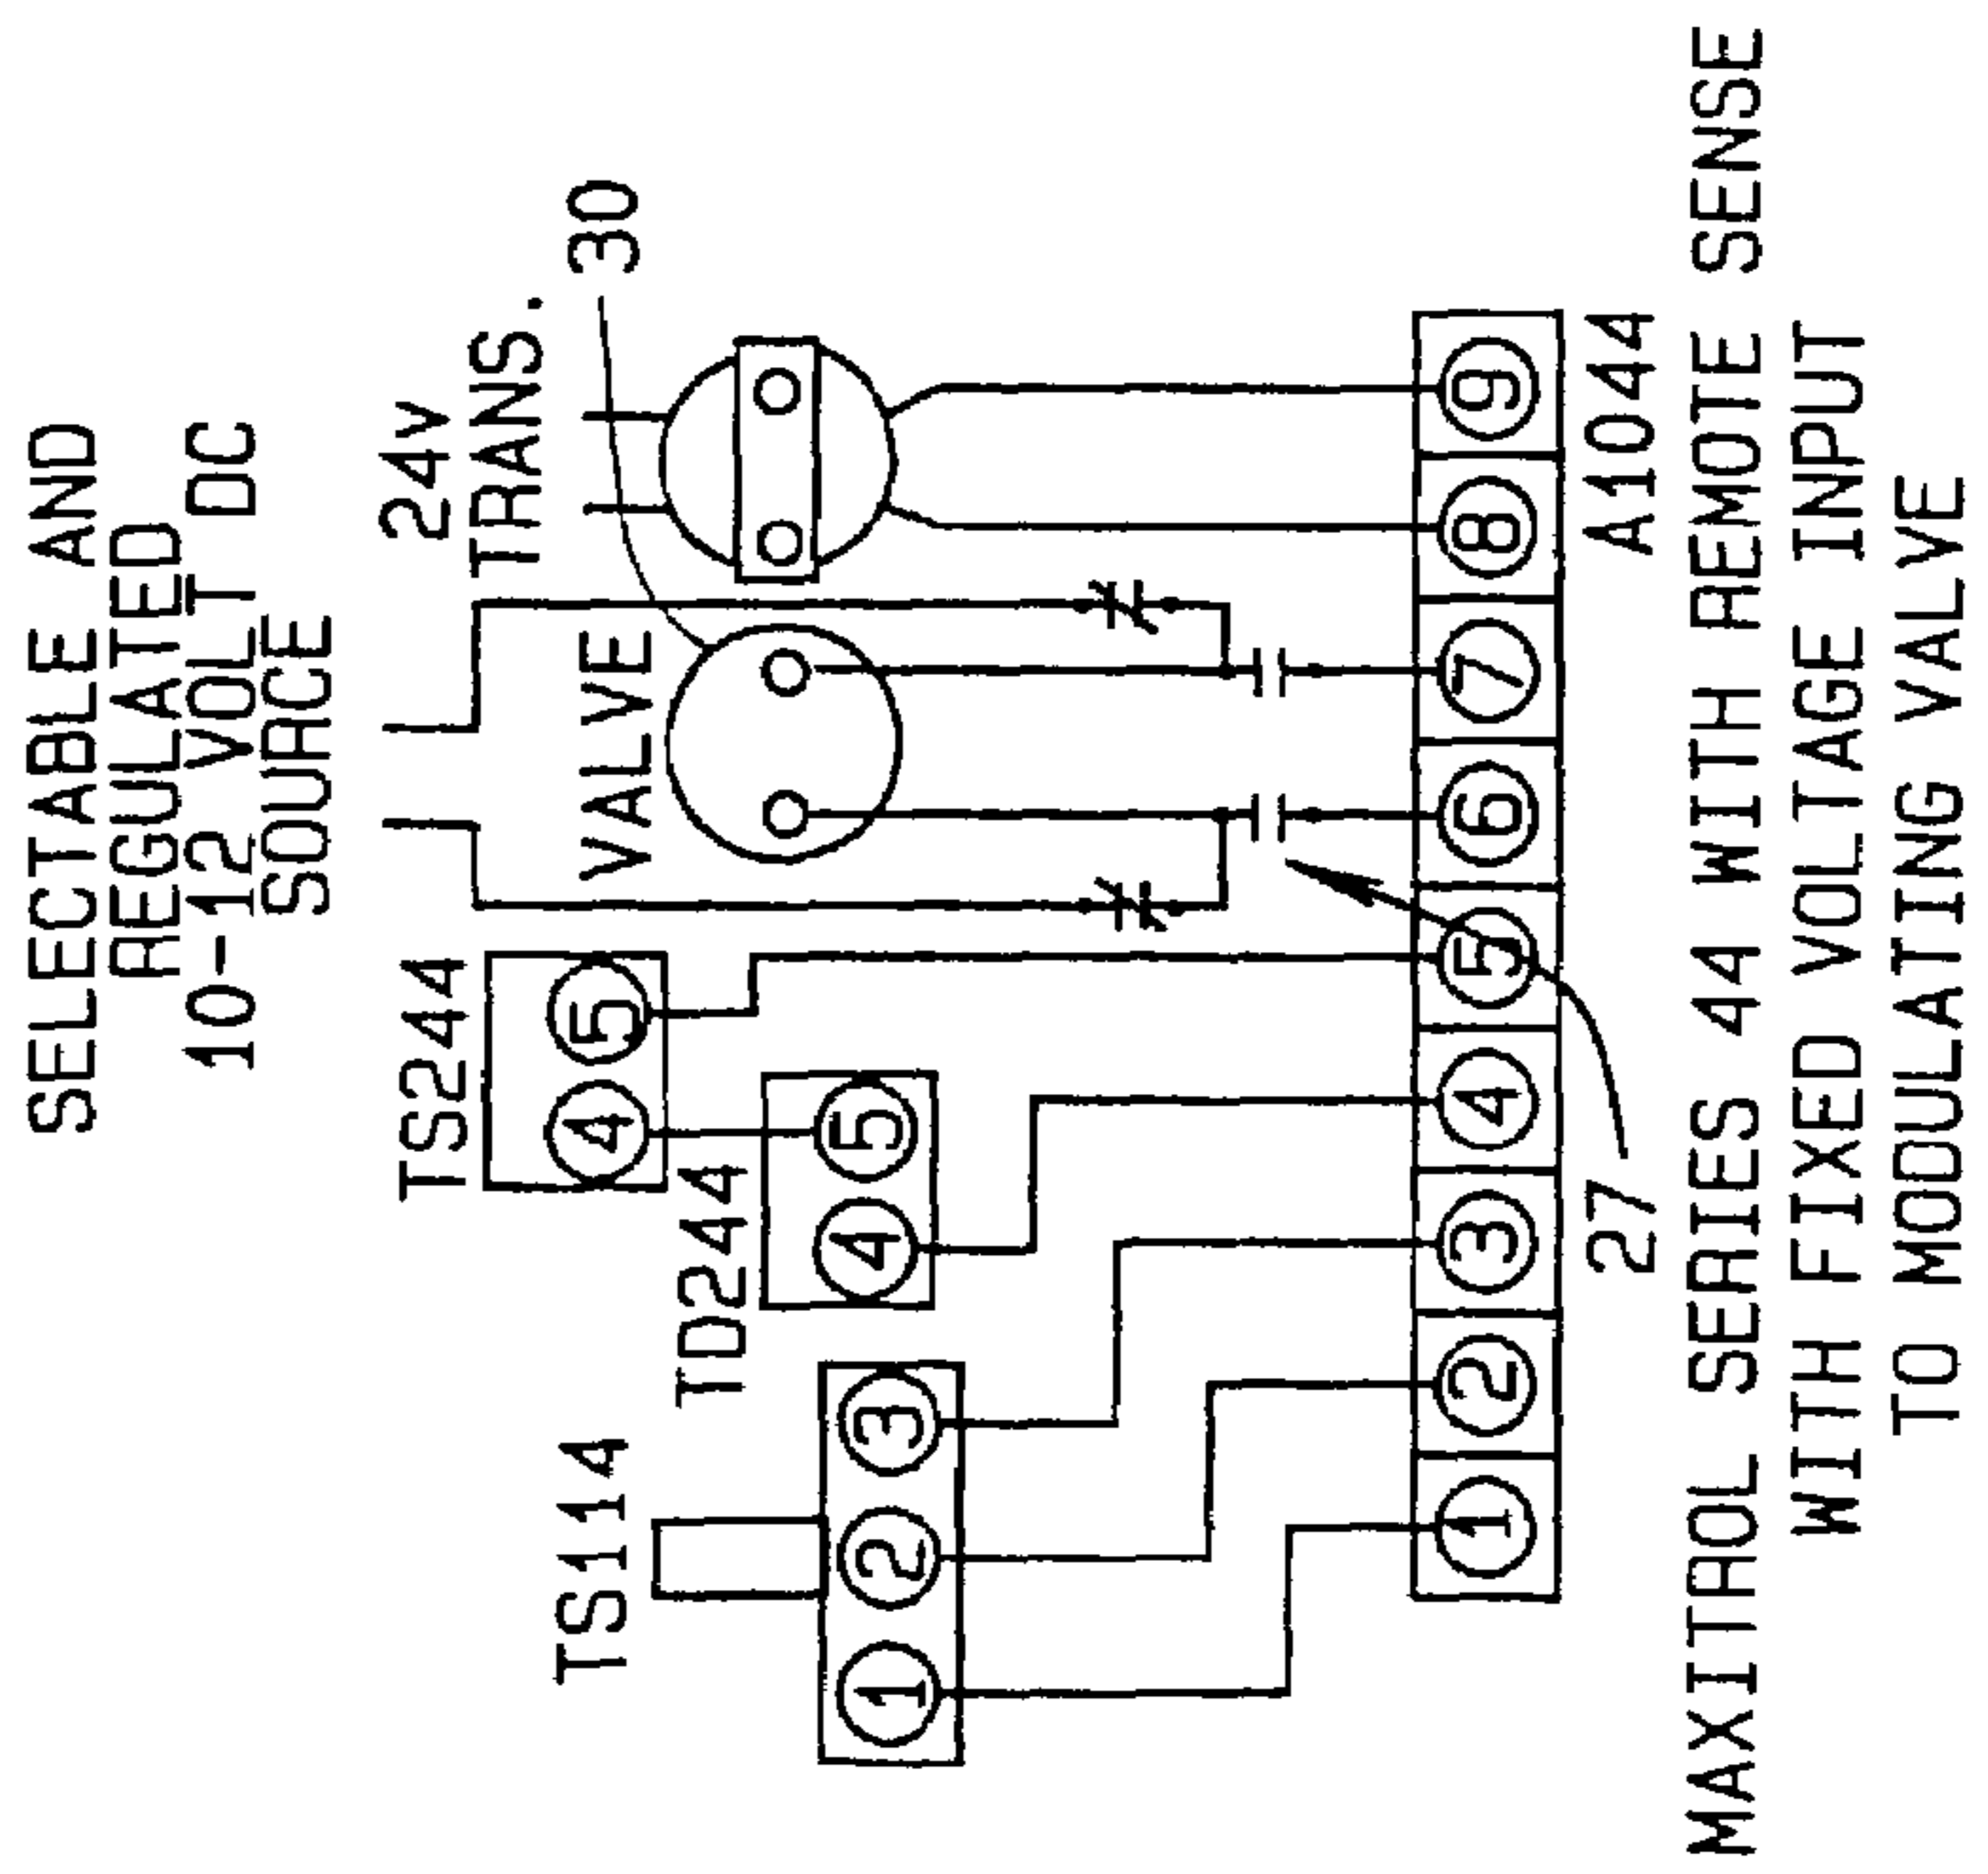 SELECTABLE AND
REGULATED
10-12 VOLT DC
SOURCE
24v
TRANS.
30
VALVE
TS244
4 5
TD244
4 5
TS114
1 2 3
1 2 3 4 5 6 7 8 9
27
A1044
MAXITROL SERIES 44 WITH REMOTE SENSE
WITH FIXED VOLTAGE INPUT
TO MODULATING VALVE